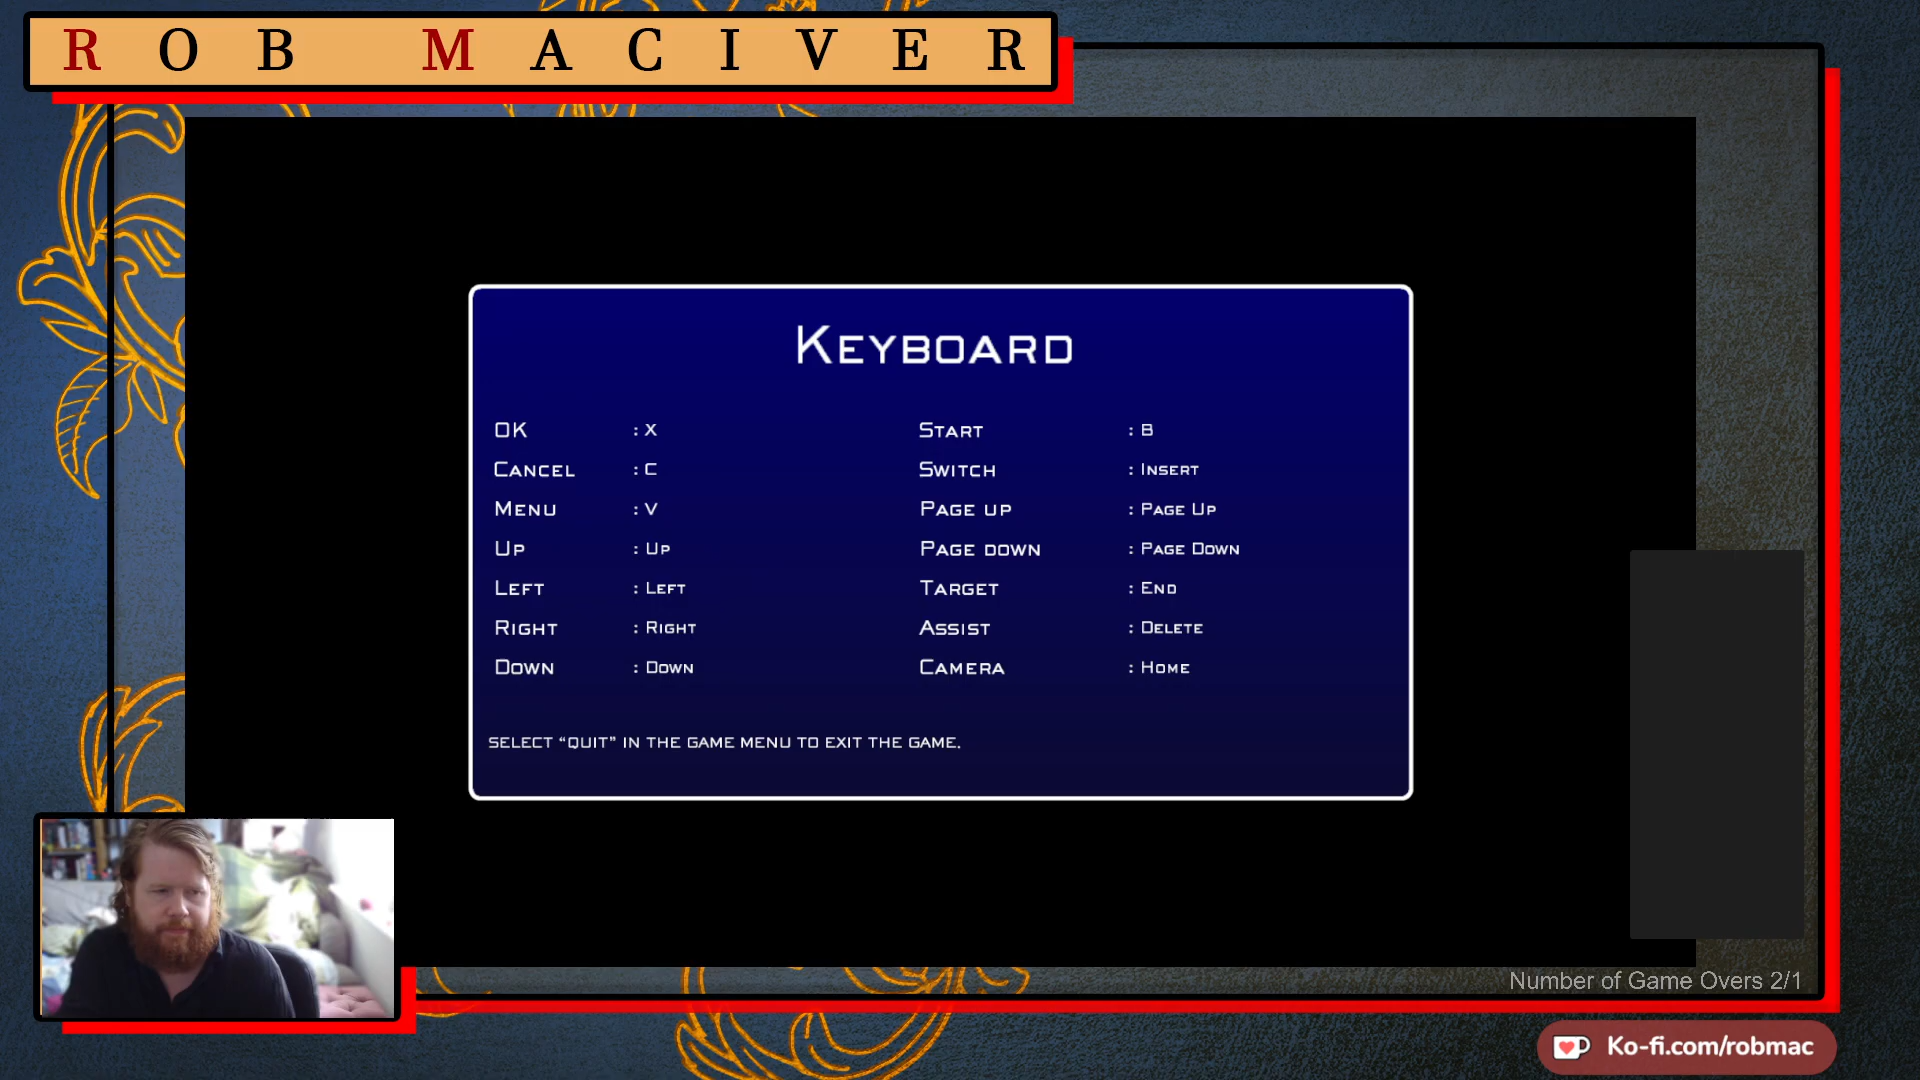 ROB MACIVER
KEYBOARD
OK : X
CANCEL : C
MENU : V
UP : UP
LEFT : LEFT
RIGHT : RIGHT
DOWN : DOWN
START : B
SWITCH : INSERT
PAGE UP : PAGE UP
PAGE DOWN : PAGE DOWN
TARGET : END
ASSIST : DELETE
CAMERA : HOME
SELECT “QUIT” IN THE GAME MENU TO EXIT THE GAME.
Number of Game Overs 2/1
Ko-fi.com/robmac